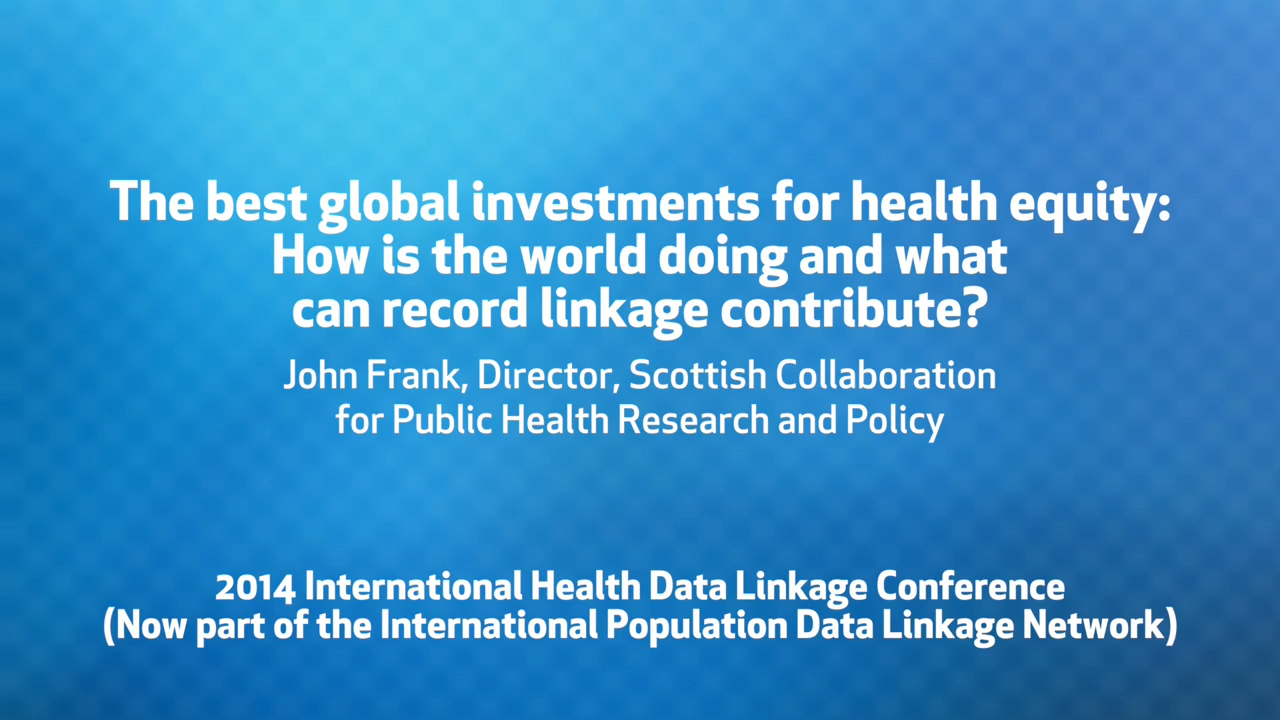 The best global investments for health equity:
How is the world doing and what
can record linkage contribute?
John Frank, Director, Scottish Collaboration
for Public Health Research and Policy
2014 International Health Data Linkage Conference
(Now part of the International Population Data Linkage Network)